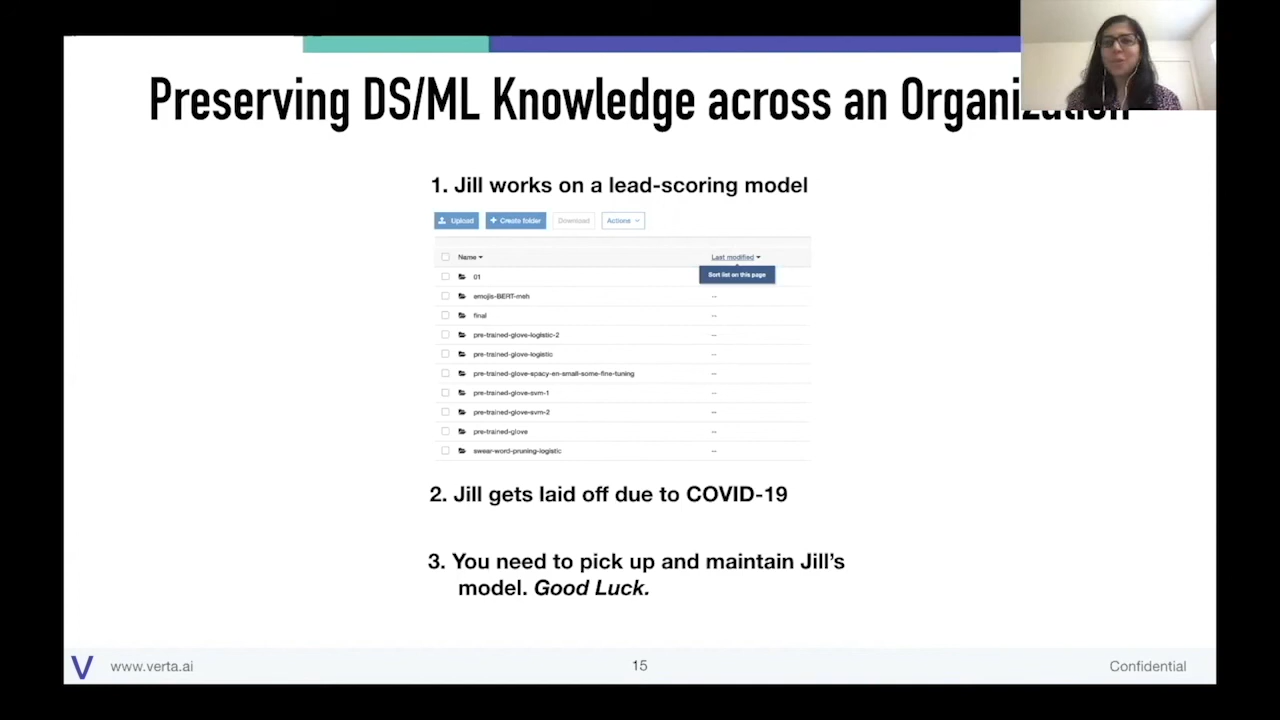 Preserving DS/ML Knowledge across an Organization
1. Jill works on a lead-scoring model
Upload
Create folder
Download
Actions
Name
Last modified
Sort list on this page
01
emojis-BERT-meh
--
final
--
pre-trained-glove-logistic-2
--
pre-trained-glove-logistic
--
pre-trained-glove-spacy-en-small-some-fine-tuning
--
pre-trained-glove-svm-1
--
pre-trained-glove-svm-2
--
pre-trained-glove
--
swear-word-pruning-logistic
--
2. Jill gets laid off due to COVID-19
3. You need to pick up and maintain Jill's
model. Good Luck.
V www.verta.ai
15
Confidential